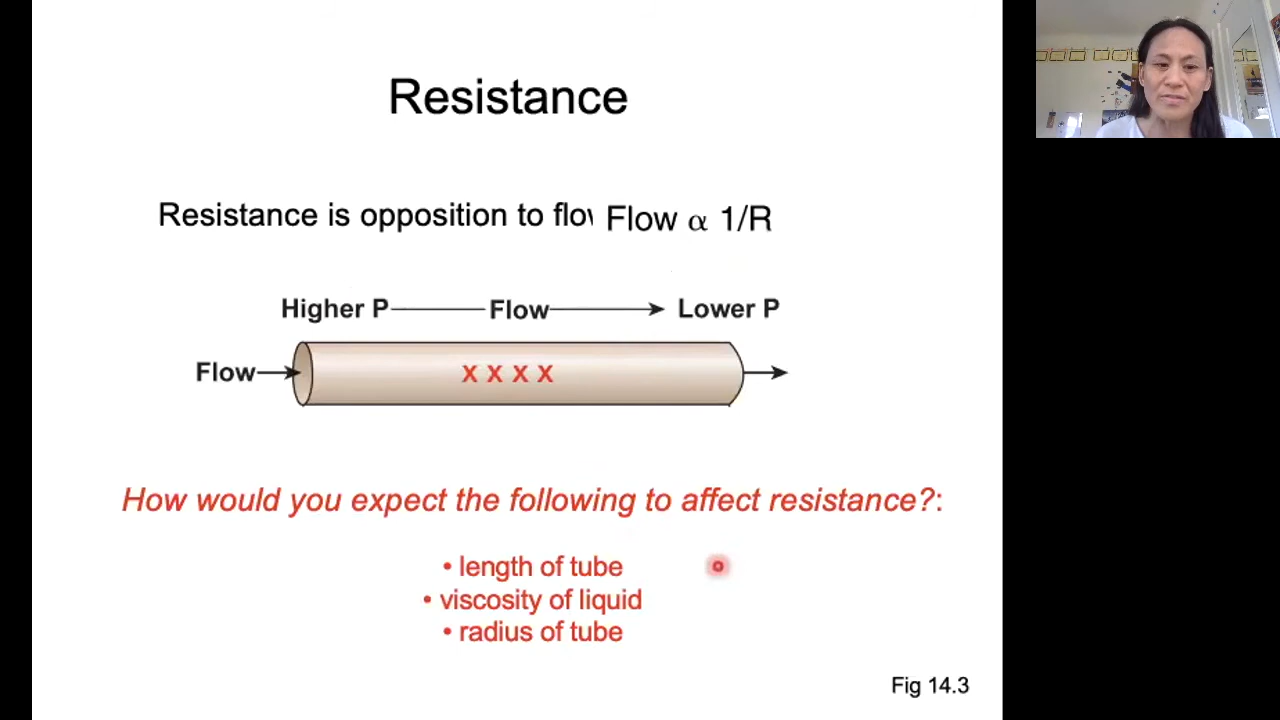 Resistance
Resistance is opposition to flow Flow α 1/R
Higher P Flow Lower P
Flow X X X X
How would you expect the following to affect resistance?:
• length of tube
• viscosity of liquid
• radius of tube
Fig 14.3